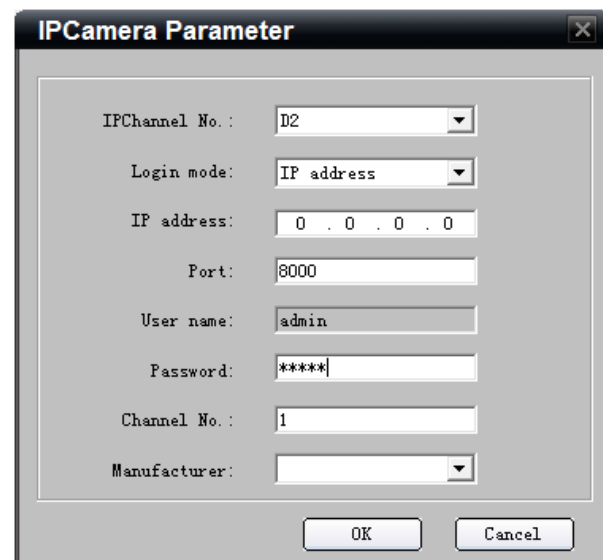 IPCamera Parameter
IPChannel No.: D2
Login mode: IP address
IP address: 0 . 0 . 0 . 0
Port: 8000
User name: admin
Password: *****
Channel No.: 1
Manufacturer:
OK Cancel